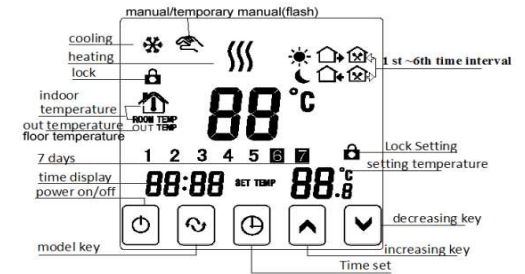 manual/temporary manual(flash)
cooling
heating
lock
1 st ~6th time interval
88°C
indoor
temperature
ROOM TEMP
out temperature
OUT TEMP
floor temperature
7 days
1 2 3 4 5 6 7
Lock Setting
setting temperature
time display
88:88 SET TEMP 88.8°C
power on/off
decreasing key
model key
increasing key
Time set